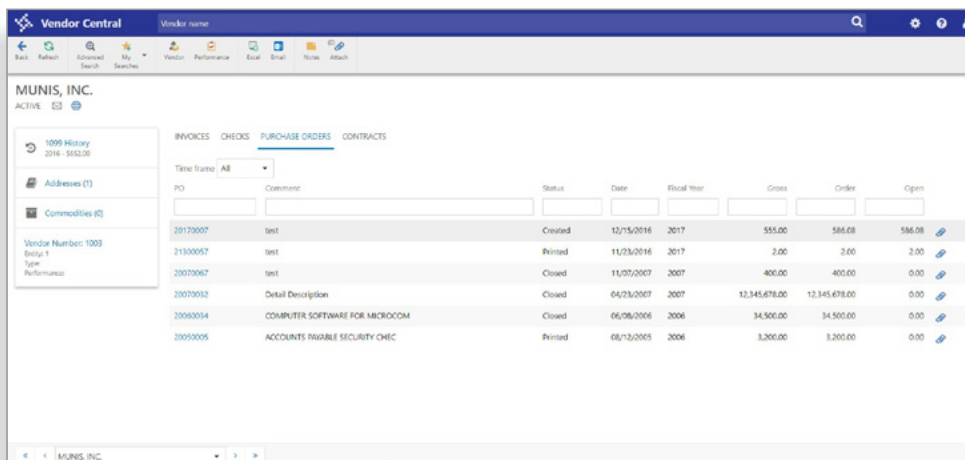 Vendor Central Vendor name
Back Refresh Advanced Search My Searches Vendor Performance Excel Email Notes Attach
MUNIS, INC.
ACTIVE
1099 History
2016 - $652.00
Addresses (1)
Commodities (0)
Vendor Number: 1003
Entity: 1
Type:
Performance:
INVOICES CHECKS PURCHASE ORDERS CONTRACTS
Time frame All
PO Comment Status Date Fiscal Year Gross Order Open
20170007 test Created 12/15/2016 2017 555.00 586.08 586.08
21300057 test Printed 11/23/2016 2017 2.00 2.00 2.00
20070067 test Closed 11/07/2007 2007 400.00 400.00 0.00
20070032 Detail Description Closed 04/23/2007 2007 12,345,678.00 12,345,678.00 0.00
20060034 COMPUTER SOFTWARE FOR MICROCOM Closed 06/08/2006 2006 34,500.00 34,500.00 0.00
20050005 ACCOUNTS PAYABLE SECURITY CHEC Printed 08/12/2005 2006 3,200.00 3,200.00 0.00
MUNIS, INC.